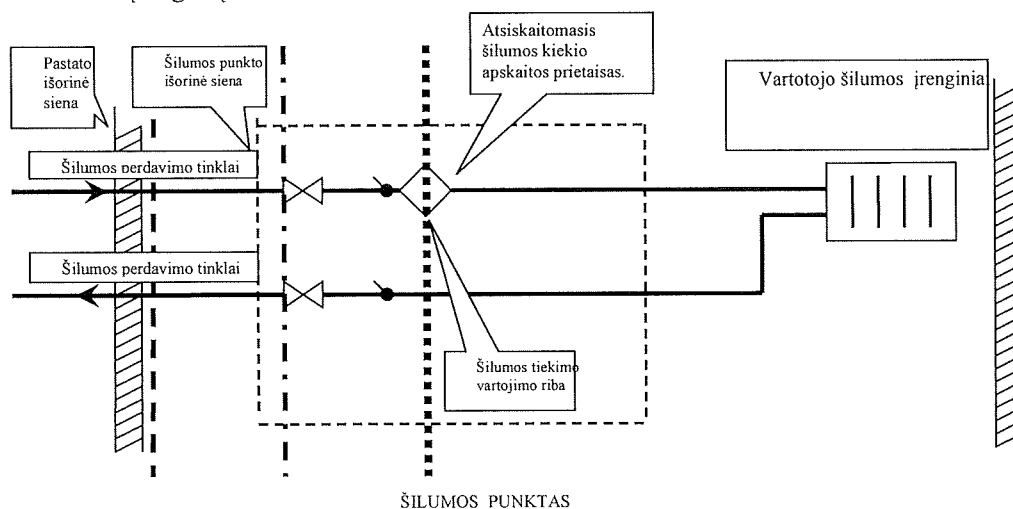 Pastato
išorinė
siena
Šilumos punkto
išorinė siena
Atsiskaitomasis
šilumos kiekio
apskaitos prietaisas.
Vartotojo šilumos įrenginia
Šilumos perdavimo tinklai
Šilumos perdavimo tinklai
Šilumos tiekimo
vartojimo riba
ŠILUMOS PUNKTAS